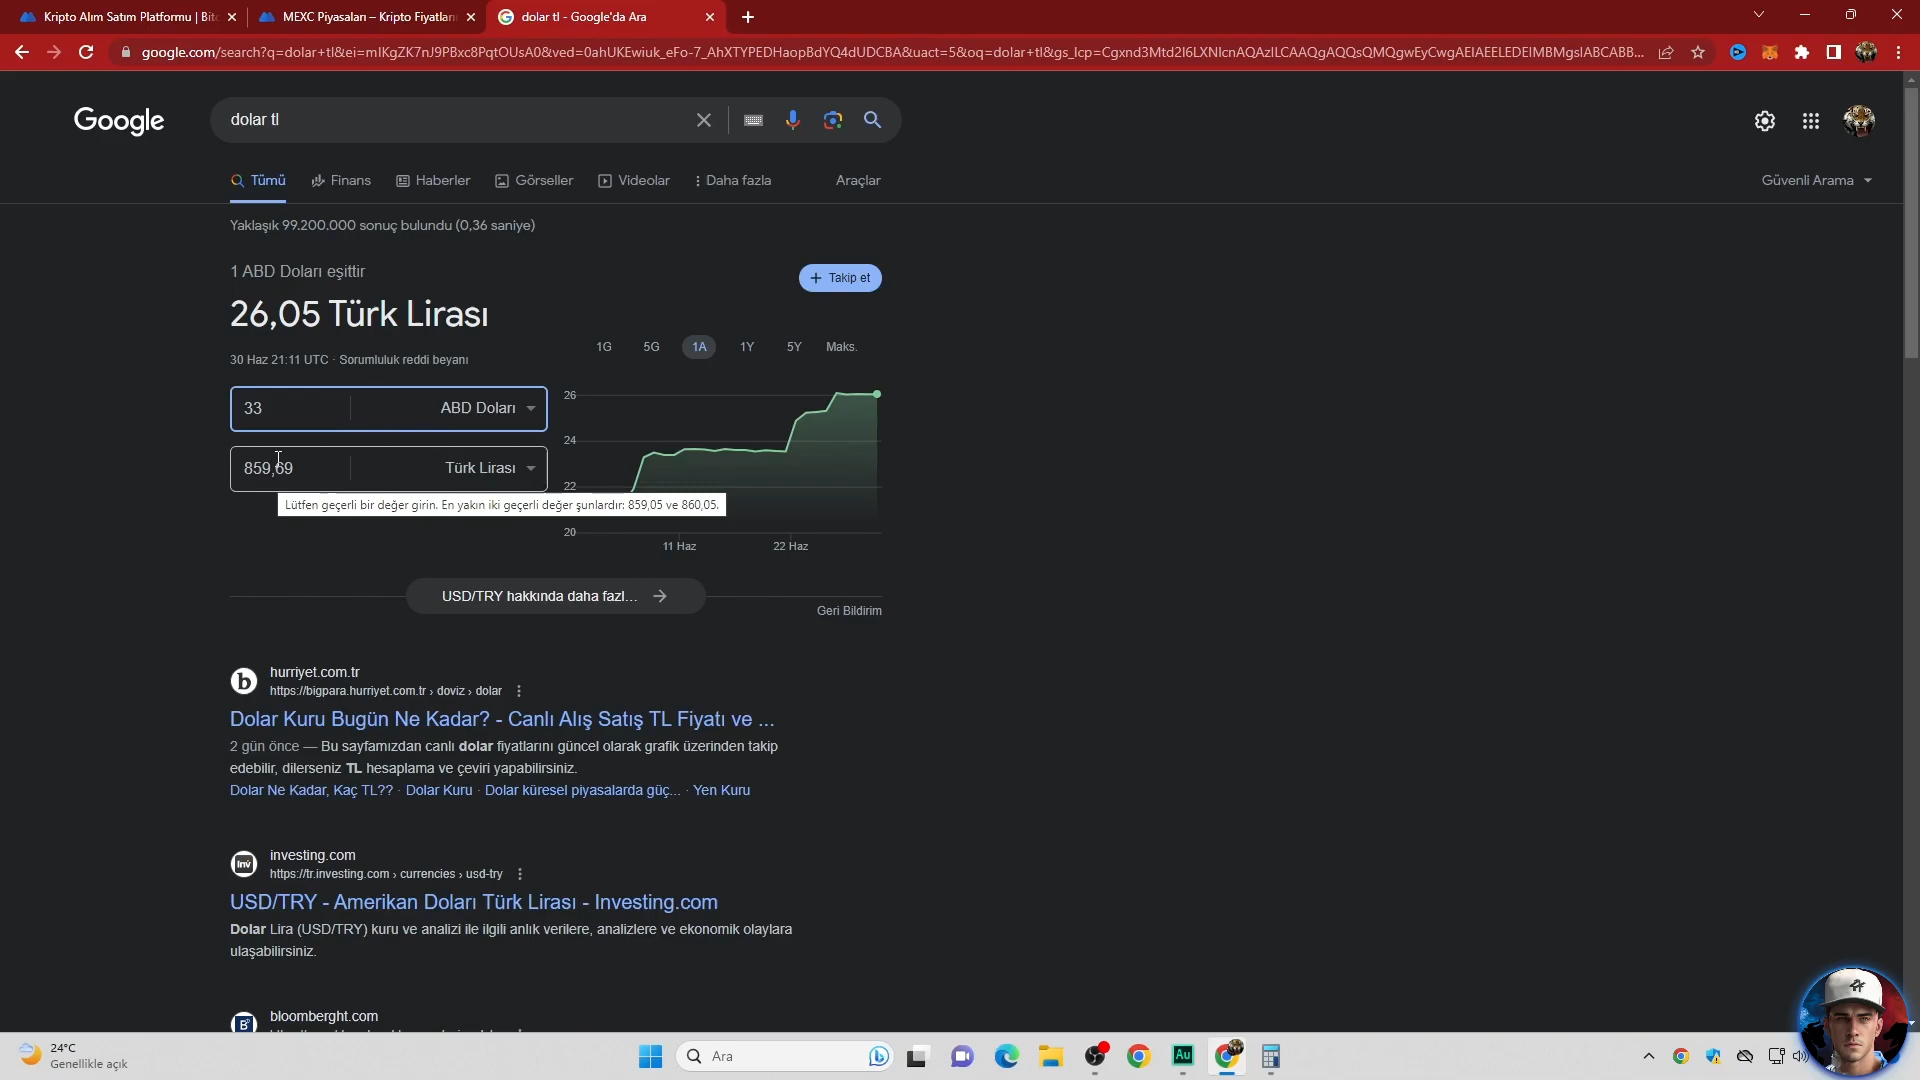 Kripto Alım Satım Platformu | Bitc
MEXC Piyasaları – Kripto Fiyatları
dolar tl - Google'da Ara
google.com/search?q=dolar+tl&ei=mIKgZK7nJ9PBxc8PqtOUsA0&ved=0ahUKEwiuk_eFo-7_AhXTYPEDHaopBdYQ4dUDCBA&uact=5&oq=dolar+tl&gs_lcp=Cgxnd3Mtd2l6LXNlcnAQAzILCAAQgAQQsQMQgwEyCwgAEIAEELEDEIMBMgsIABCABB...
Google
dolar tl
Tümü
Finans
Haberler
Görseller
Videolar
Daha fazla
Araçlar
Güvenli Arama
Yaklaşık 99.200.000 sonuç bulundu (0,36 saniye)
1 ABD Doları eşittir
Takip et
26,05 Türk Lirası
1G 5G 1A 1Y 5Y Maks.
30 Haz 21:11 UTC · Sorumluluk reddi beyanı
33 ABD Doları
859,69 Türk Lirası
26
24
22
20
11 Haz
22 Haz
Lütfen geçerli bir değer girin. En yakın iki geçerli değer şunlardır: 859,05 ve 860,05.
USD/TRY hakkında daha fazl...
Geri Bildirim
b
hurriyet.com.tr
https://bigpara.hurriyet.com.tr › doviz › dolar
Dolar Kuru Bugün Ne Kadar? - Canlı Alış Satış TL Fiyatı ve ...
2 gün önce — Bu sayfamızdan canlı dolar fiyatlarını güncel olarak grafik üzerinden takip
edebilir, dilerseniz TL hesaplama ve çeviri yapabilirsiniz.
Dolar Ne Kadar, Kaç TL?? · Dolar Kuru · Dolar küresel piyasalarda güç... · Yen Kuru
Inv
investing.com
https://tr.investing.com › currencies › usd-try
USD/TRY - Amerikan Doları Türk Lirası - Investing.com
Dolar Lira (USD/TRY) kuru ve analizi ile ilgili anlık verilere, analizlere ve ekonomik olaylara
ulaşabilirsiniz.
B
bloomberght.com
24°C
Genellikle açık
Ara
Au